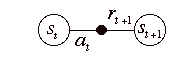 s_t a_t r_{t+1} s_{t+1}